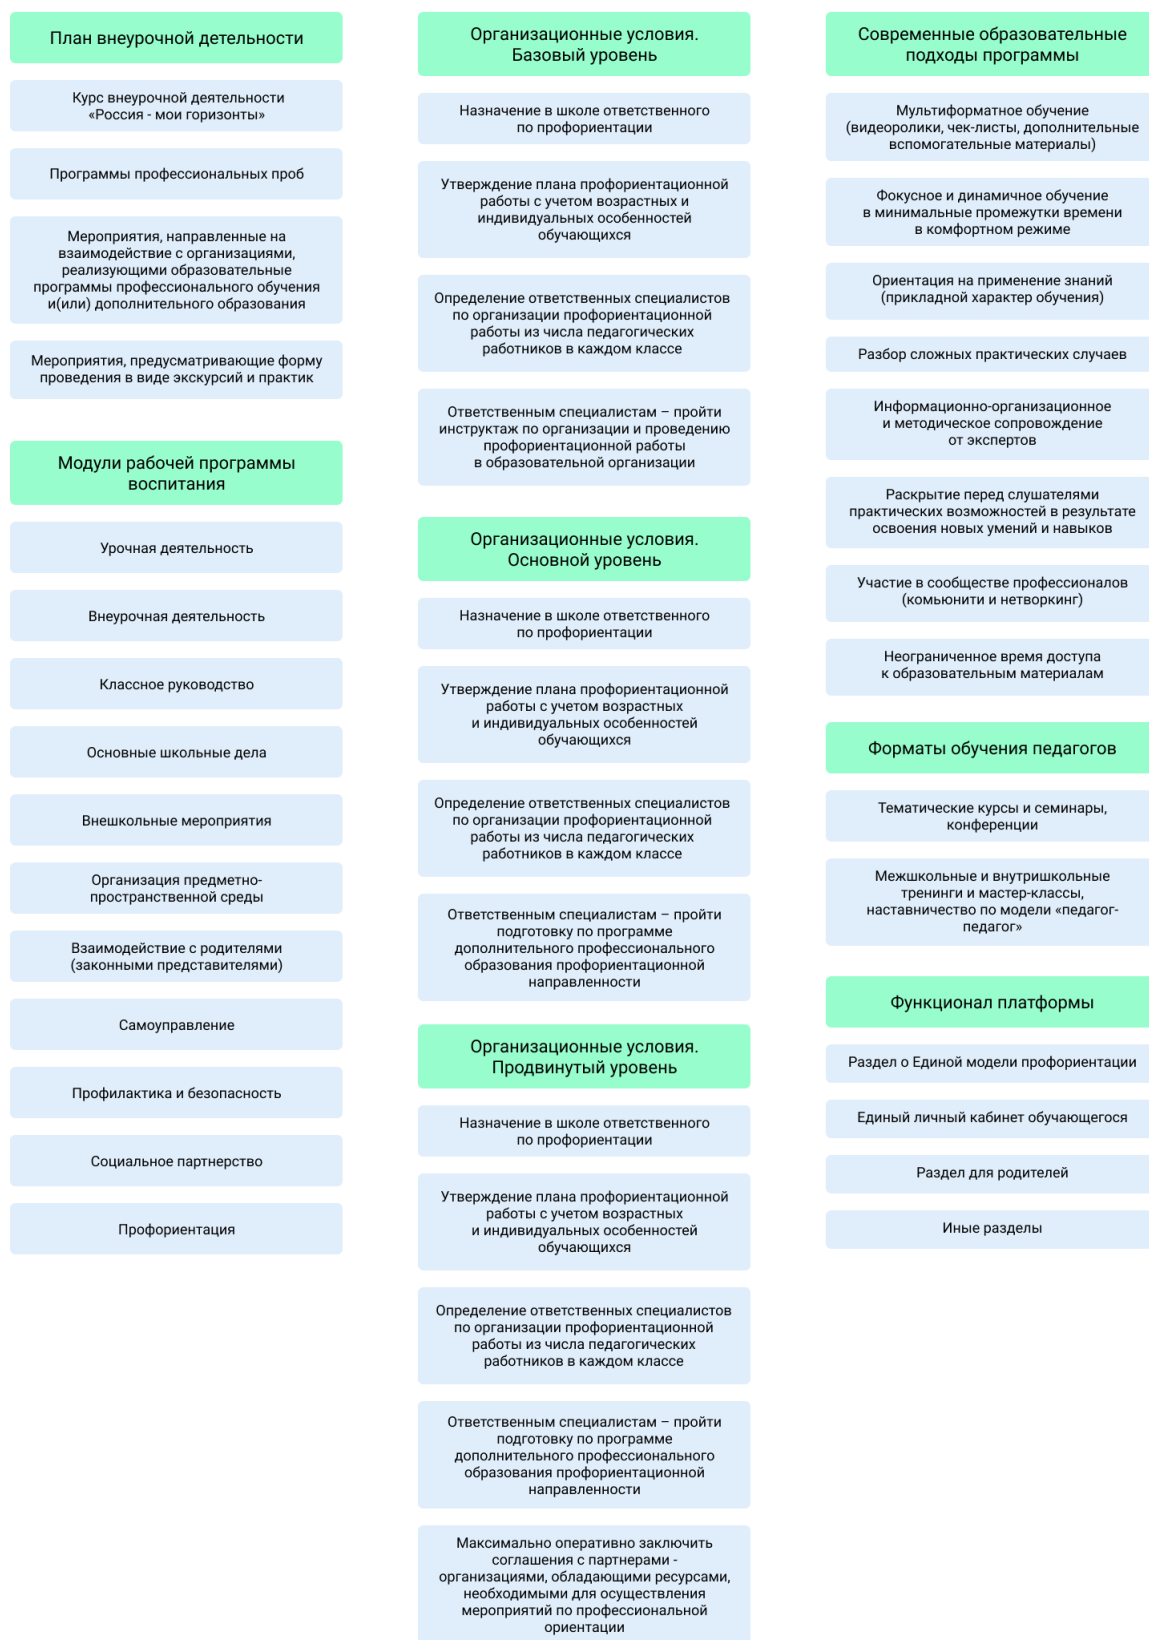 План внеурочной детельности
Курс внеурочной деятельности
«Россия - мои горизонты»
Программы профессиональных проб
Мероприятия, направленные на
взаимодействие с организациями,
реализующими образовательные
программы профессионального обучения
и(или) дополнительного образования
Мероприятия, предусматривающие форму
проведения в виде экскурсий и практик
Модули рабочей программы
воспитания
Урочная деятельность
Внеурочная деятельность
Классное руководство
Основные школьные дела
Внешкольные мероприятия
Организация предметно-
пространственной среды
Взаимодействие с родителями
(законными представителями)
Самоуправление
Профилактика и безопасность
Социальное партнерство
Профориентация
Организационные условия.
Базовый уровень
Назначение в школе ответственного
по профориентации
Утверждение плана профориентационной
работы с учетом возрастных и
индивидуальных особенностей
обучающихся
Определение ответственных специалистов
по организации профориентационной
работы из числа педагогических
работников в каждом классе
Ответственным специалистам – пройти
инструктаж по организации и проведению
профориентационной работы
в образовательной организации
Организационные условия.
Основной уровень
Назначение в школе ответственного
по профориентации
Утверждение плана профориентационной
работы с учетом возрастных
и индивидуальных особенностей
обучающихся
Определение ответственных специалистов
по организации профориентационной
работы из числа педагогических
работников в каждом классе
Ответственным специалистам – пройти
подготовку по программе
дополнительного профессионального
образования профориентационной
направленности
Организационные условия.
Продвинутый уровень
Назначение в школе ответственного
по профориентации
Утверждение плана профориентационной
работы с учетом возрастных
и индивидуальных особенностей
обучающихся
Определение ответственных специалистов
по организации профориентационной
работы из числа педагогических
работников в каждом классе
Ответственным специалистам – пройти
подготовку по программе
дополнительного профессионального
образования профориентационной
направленности
Максимально оперативно заключить
соглашения с партнерами -
организациями, обладающими ресурсами,
необходимыми для осуществления
мероприятий по профессиональной
ориентации
Современные образовательные
подходы программы
Мультиформатное обучение
(видеоролики, чек-листы, дополнительные
вспомогательные материалы)
Фокусное и динамичное обучение
в минимальные промежутки времени
в комфортном режиме
Ориентация на применение знаний
(прикладной характер обучения)
Разбор сложных практических случаев
Информационно-организационное
и методическое сопровождение
от экспертов
Раскрытие перед слушателями
практических возможностей в результате
освоения новых умений и навыков
Участие в сообществе профессионалов
(комьюнити и нетворкинг)
Неограниченное время доступа
к образовательным материалам
Форматы обучения педагогов
Тематические курсы и семинары,
конференции
Межшкольные и внутришкольные
тренинги и мастер-классы,
наставничество по модели «педагог-
педагог»
Функционал платформы
Раздел о Единой модели профориентации
Единый личный кабинет обучающегося
Раздел для родителей
Иные разделы